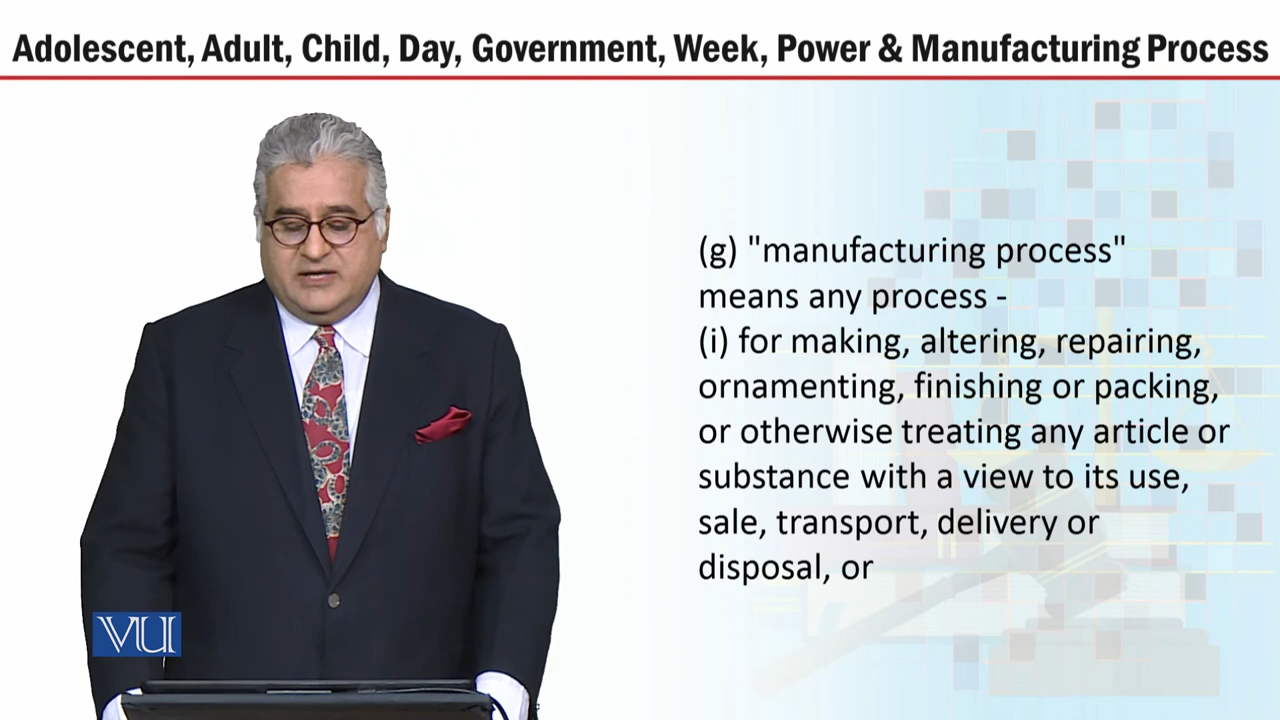 Adolescent, Adult, Child, Day, Government, Week, Power & Manufacturing Process
(g) "manufacturing process"
means any process -
(i) for making, altering, repairing,
ornamenting, finishing or packing,
or otherwise treating any article or
substance with a view to its use,
sale, transport, delivery or
disposal, or
VU